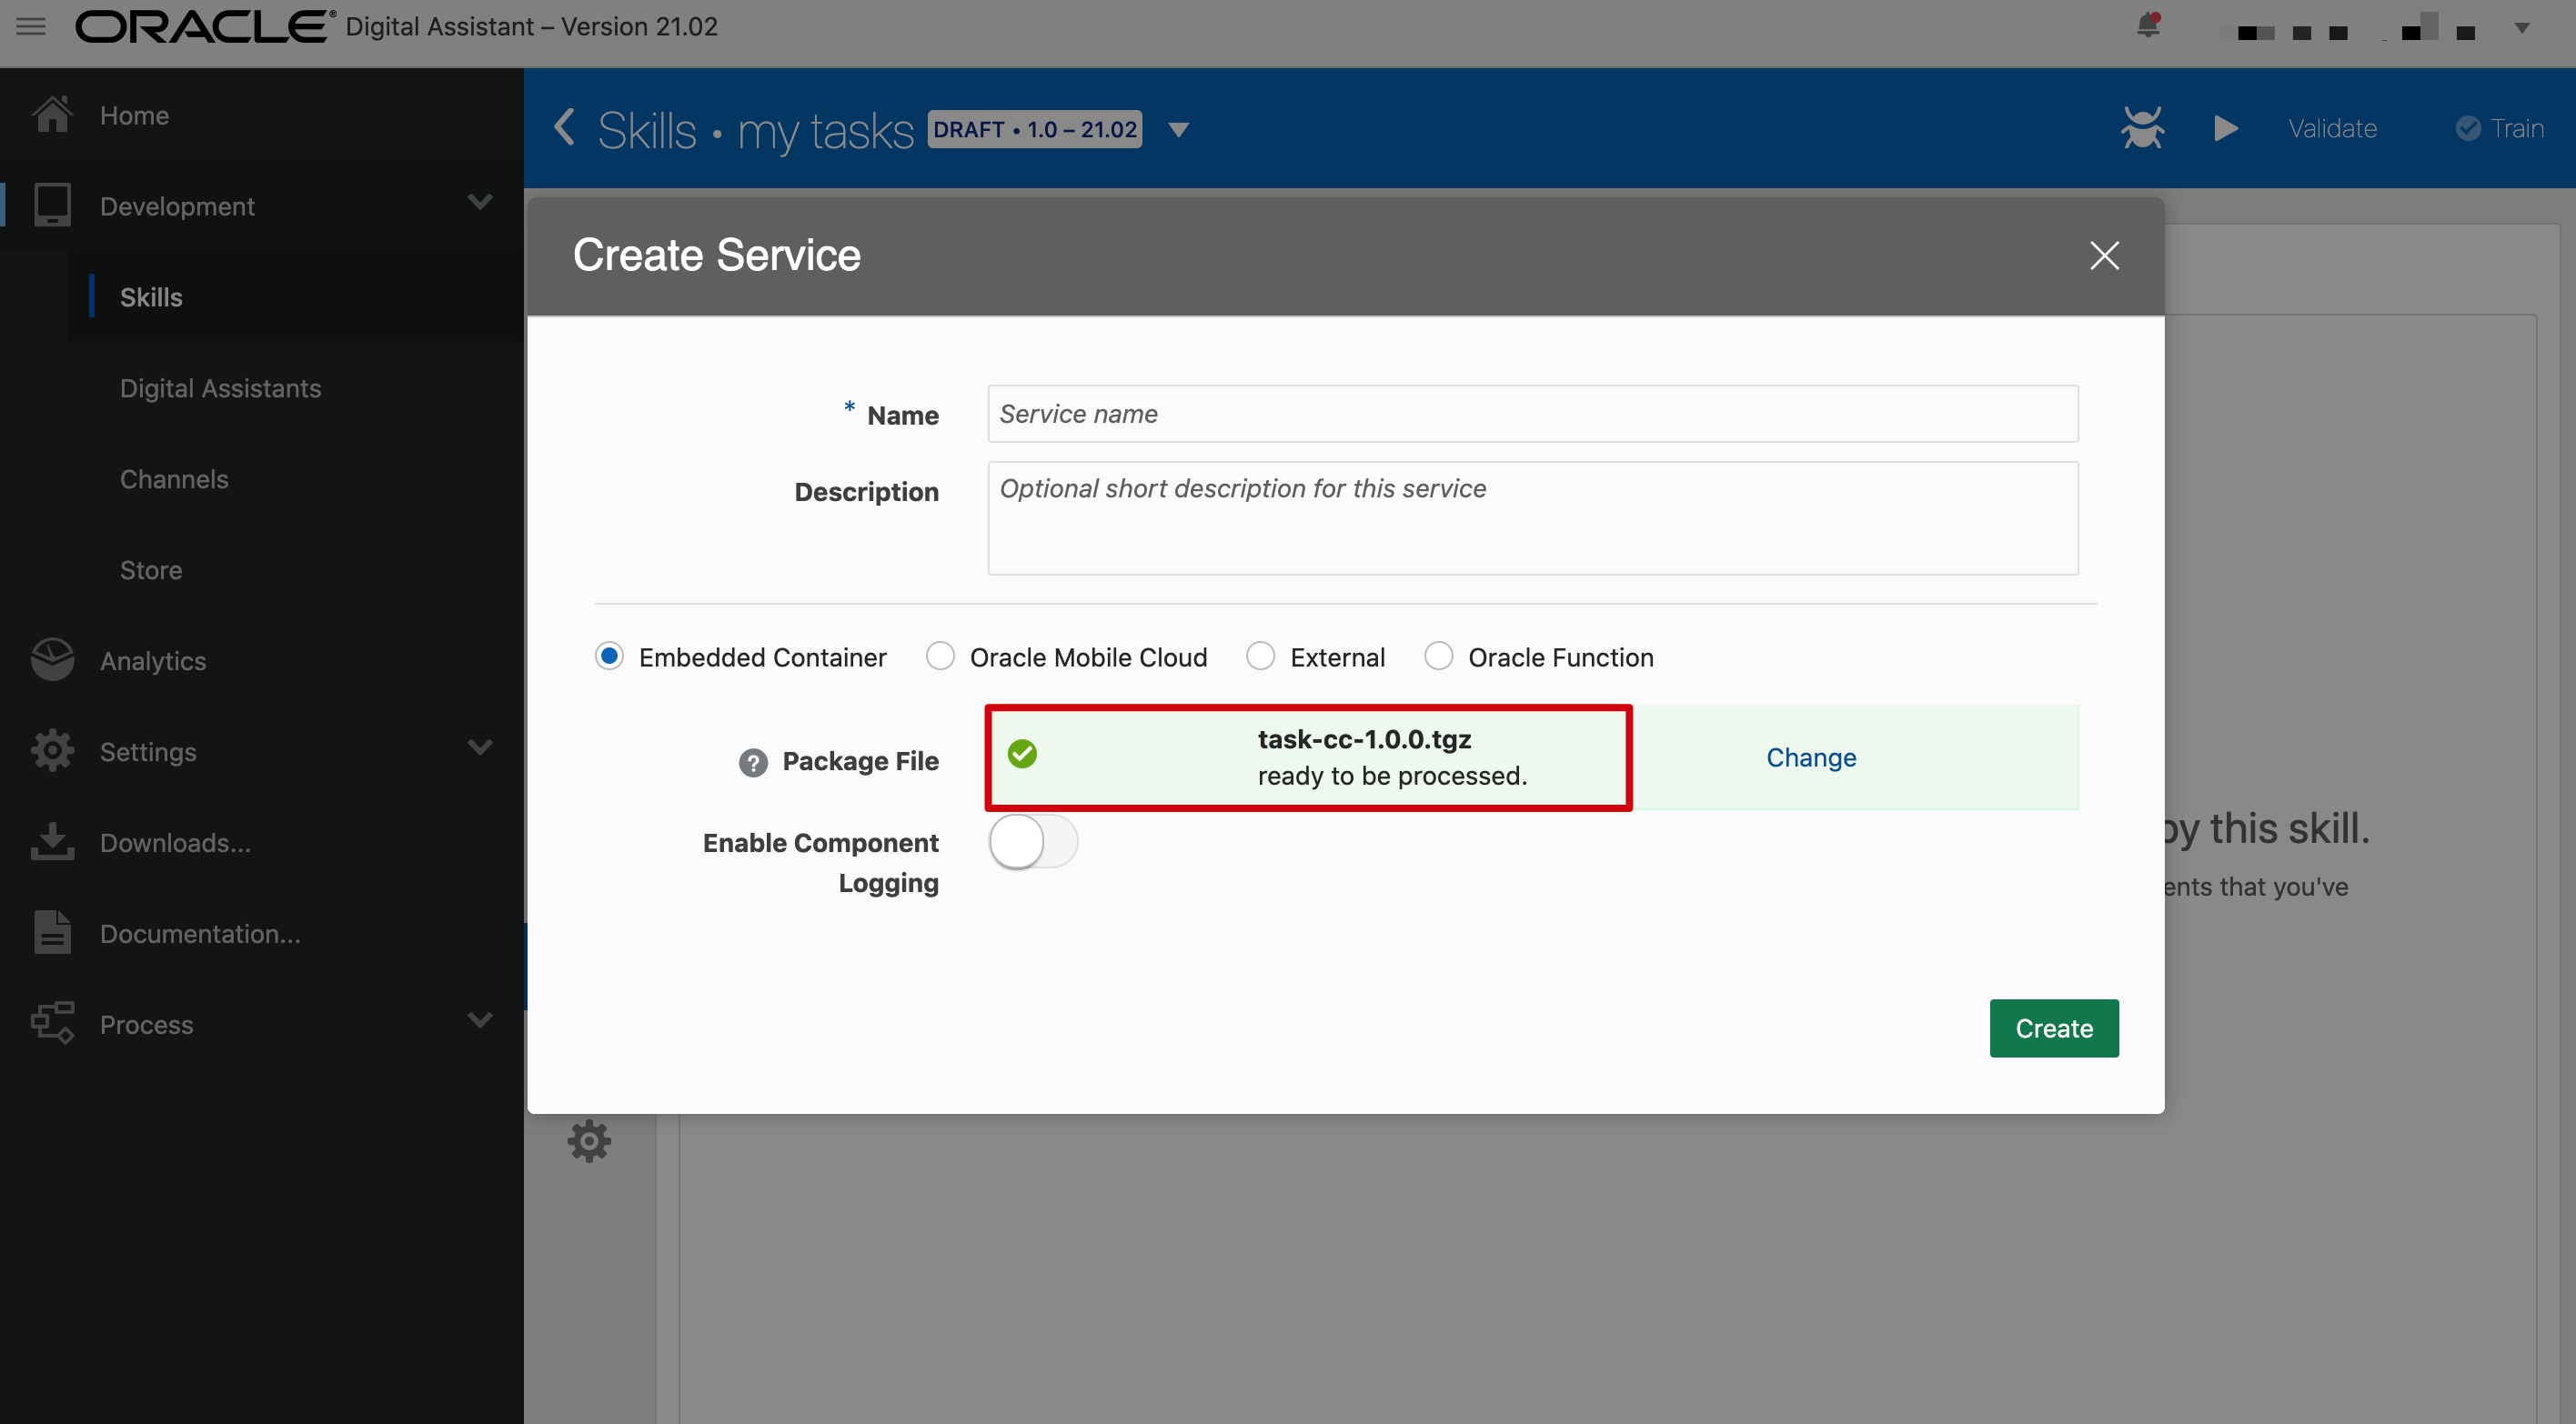 ORACLE® Digital Assistant – Version 21.02
Home
Development
Skills
Digital Assistants
Channels
Store
Analytics
Settings
Downloads...
Documentation...
Process
Skills • my tasks DRAFT • 1.0 – 21.02
Validate
Train
Create Service
* Name
Service name
Description
Optional short description for this service
Embedded Container
Oracle Mobile Cloud
External
Oracle Function
? Package File
task-cc-1.0.0.tgz
ready to be processed.
Change
Enable Component
Logging
Create
by this skill.
ents that you've